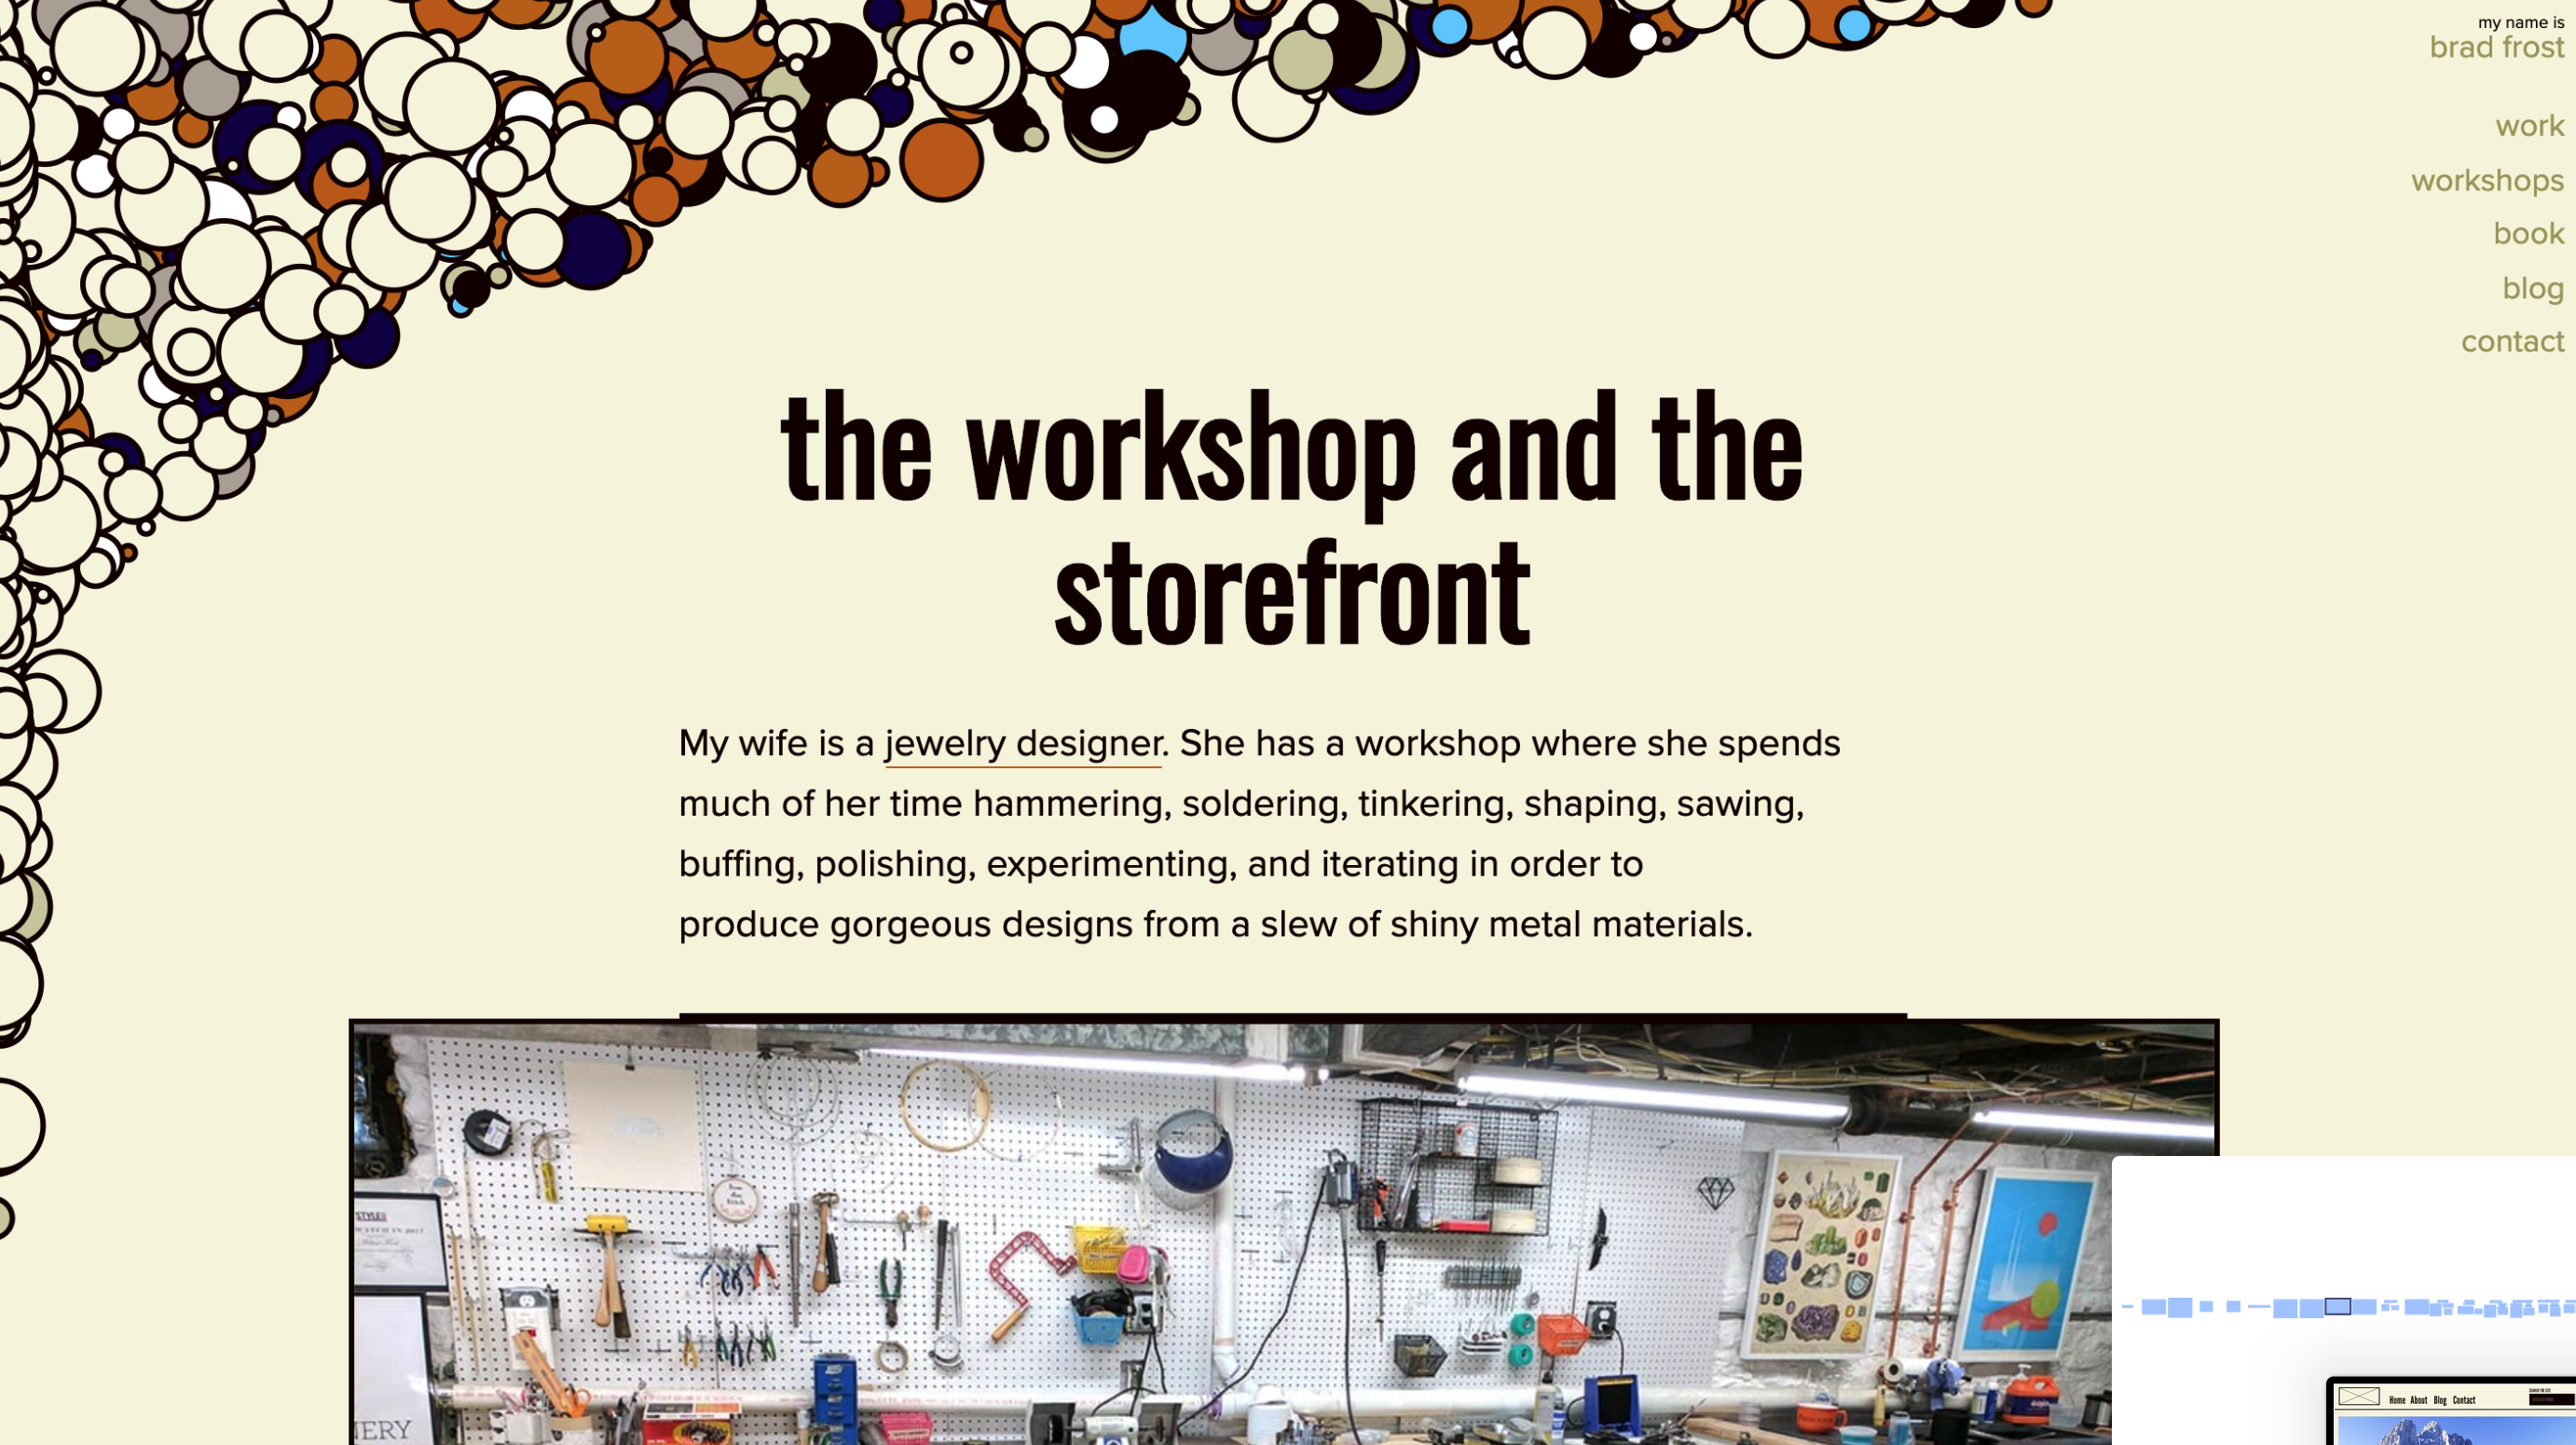 my name is
brad frost
work
workshops
book
blog
contact
the workshop and the
storefront
My wife is a jewelry designer. She has a workshop where she spends
much of her time hammering, soldering, tinkering, shaping, sawing,
buffing, polishing, experimenting, and iterating in order to
produce gorgeous designs from a slew of shiny metal materials.
STYLE
ERY
Home About Blog Contact